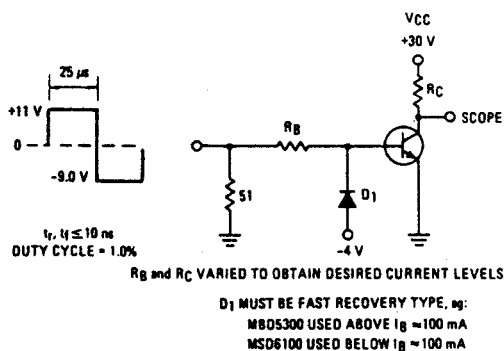 VCC
+30 V
25 μs
RC
+11 V
SCOPE
0
RB
-9.0 V
51
D1
-4 V
tr, tf ≤ 10 ns
DUTY CYCLE = 1.0%
RB and RC VARIED TO OBTAIN DESIRED CURRENT LEVELS
D1 MUST BE FAST RECOVERY TYPE, eg:
MBD5300 USED ABOVE IB ≈ 100 mA
MSD6100 USED BELOW IB ≈ 100 mA